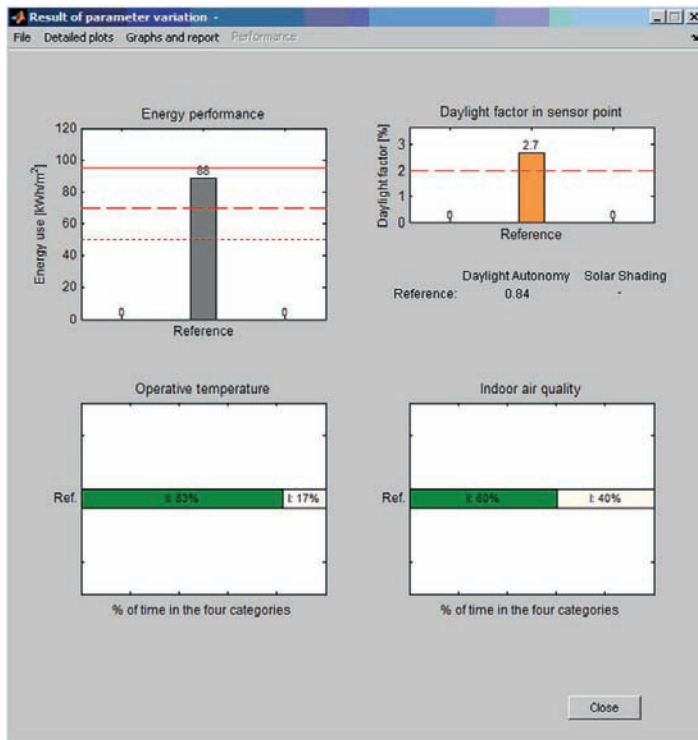 Result of parameter variation -
File Detailed plots Graphs and report Performance
Energy performance
120
100
80
60
40
20
0
Energy use [kWh/m²]
88
0
0
Reference
Daylight factor in sensor point
3
2
1
0
Daylight factor [%]
2.7
0
0
Reference
Daylight Autonomy Solar Shading
Reference: 0.84 -
Operative temperature
Ref. I: 83% I: 17%
% of time in the four categories
Indoor air quality
Ref. I: 60% I: 40%
% of time in the four categories
Close